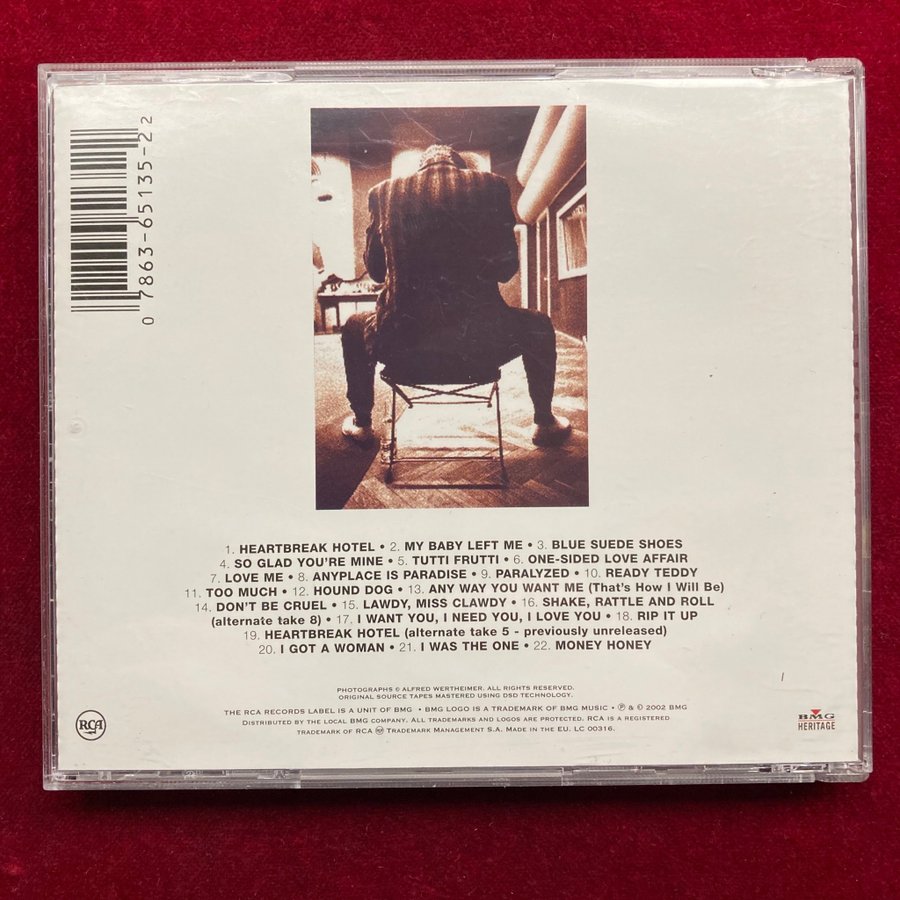 0 7863-65135-2 2
1. HEARTBREAK HOTEL • 2. MY BABY LEFT ME • 3. BLUE SUEDE SHOES
4. SO GLAD YOU'RE MINE • 5. TUTTI FRUTTI • 6. ONE-SIDED LOVE AFFAIR
7. LOVE ME • 8. ANYPLACE IS PARADISE • 9. PARALYZED • 10. READY TEDDY
11. TOO MUCH • 12. HOUND DOG • 13. ANY WAY YOU WANT ME (That's How I Will Be)
14. DON'T BE CRUEL • 15. LAWDY, MISS CLAWDY • 16. SHAKE, RATTLE AND ROLL
(alternate take 8) • 17. I WANT YOU, I NEED YOU, I LOVE YOU • 18. RIP IT UP
19. HEARTBREAK HOTEL (alternate take 5 - previously unreleased)
20. I GOT A WOMAN • 21. I WAS THE ONE • 22. MONEY HONEY
PHOTOGRAPHS © ALFRED WERTHEIMER. ALL RIGHTS RESERVED.
ORIGINAL SOURCE TAPES MASTERED USING DSD TECHNOLOGY.
THE RCA RECORDS LABEL IS A UNIT OF BMG • BMG LOGO IS A TRADEMARK OF BMG MUSIC • ℗ & © 2002 BMG
DISTRIBUTED BY THE LOCAL BMG COMPANY. ALL TRADEMARKS AND LOGOS ARE PROTECTED. RCA IS A REGISTERED
TRADEMARK OF RCA TRADEMARK MANAGEMENT S.A. MADE IN THE EU. LC 00316.
RCA
BMG
HERITAGE